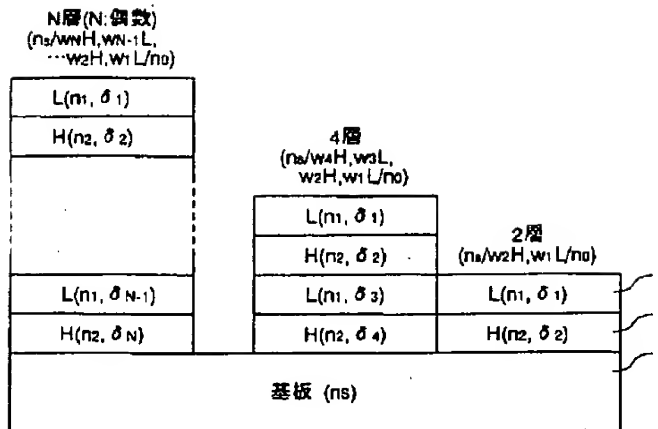 N層(N:偶数)
(ns/wNH,wN-1L,
…w2H,w1L/n0)
L(n1, δ1)
H(n2, δ2)
L(n1, δN-1)
H(n2, δN)
4層
(ns/w4H,w3L,
w2H,w1L/n0)
L(n1, δ1)
H(n2, δ2)
L(n1, δ3)
H(n2, δ4)
2層
(ns/w2H,w1L/n0)
L(n1, δ1)
H(n2, δ2)
基板 (ns)